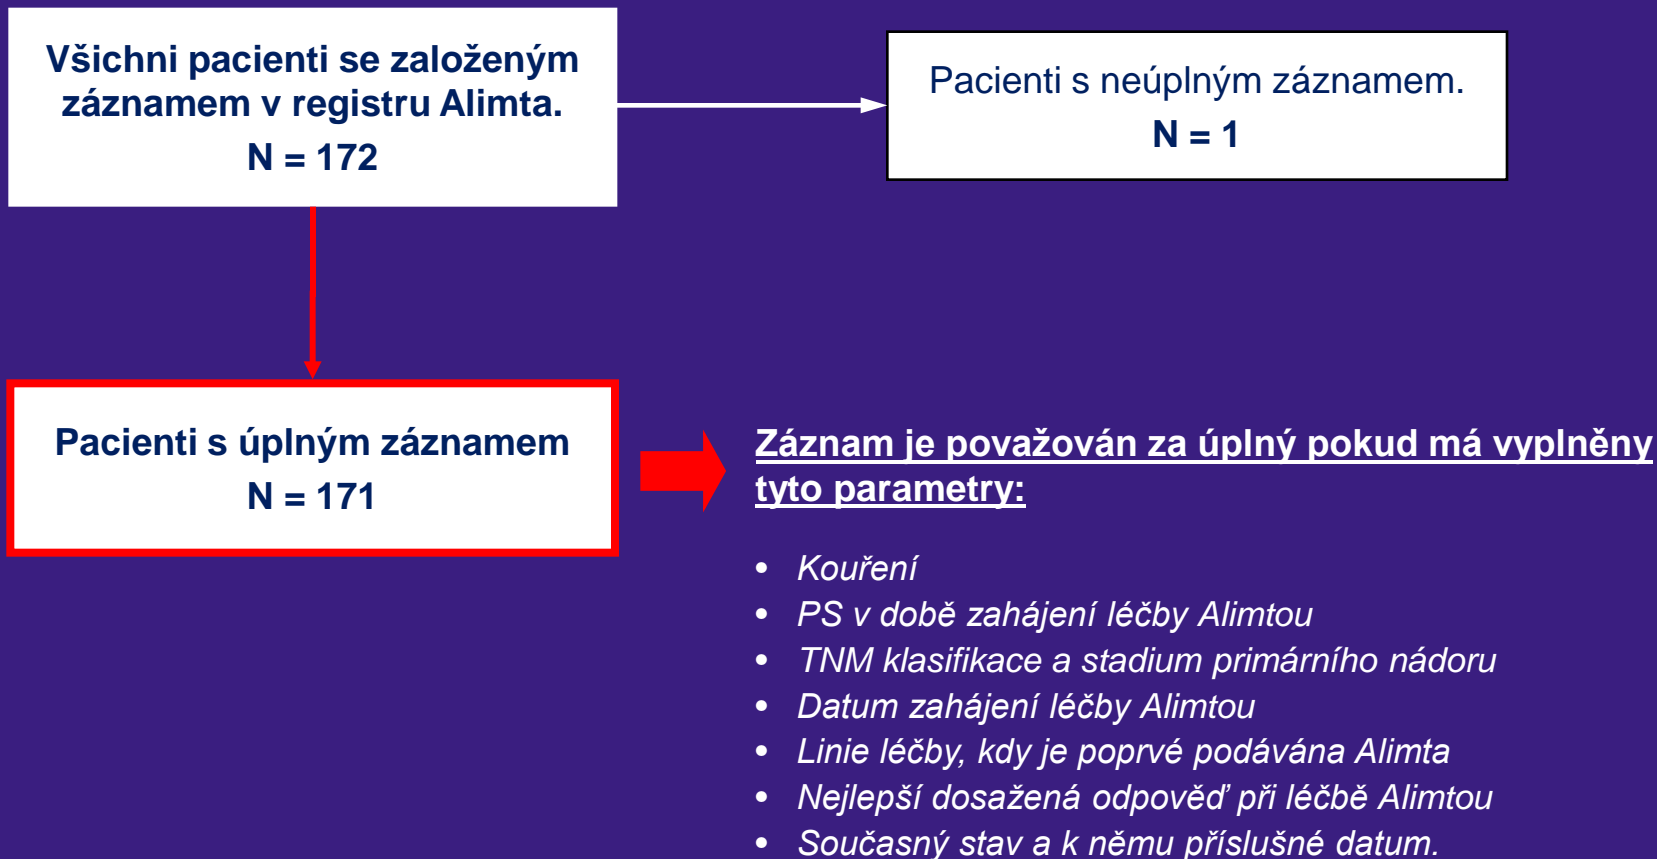 Všichni pacienti se založeným
záznamem v registru Alimta.
N = 172
Pacienti s neúplným záznamem.
N = 1
Pacienti s úplným záznamem
N = 171
Záznam je považován za úplný pokud má vyplněny
tyto parametry:
• Kouření
• PS v době zahájení léčby Alimtou
• TNM klasifikace a stadium primárního nádoru
• Datum zahájení léčby Alimtou
• Linie léčby, kdy je poprvé podávána Alimta
• Nejlepší dosažená odpověď při léčbě Alimtou
• Současný stav a k němu příslušné datum.